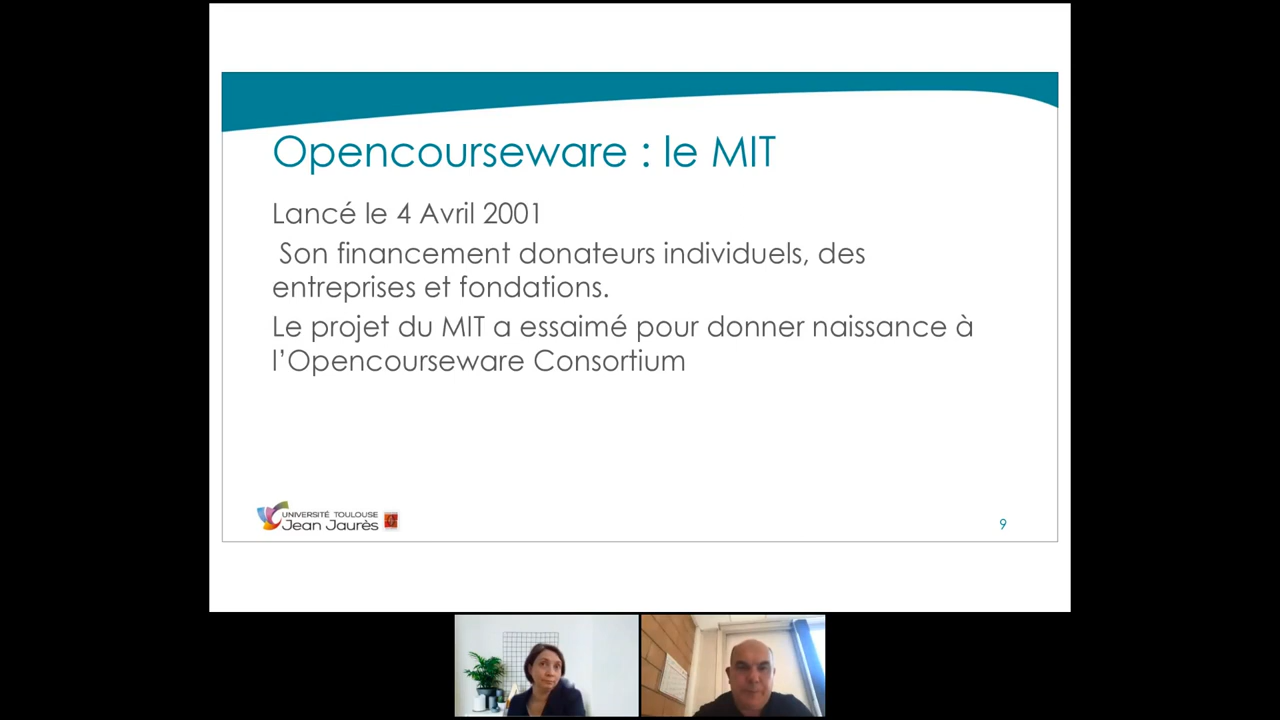 Opencourseware : le MIT
Lancé le 4 Avril 2001
Son financement donateurs individuels, des
entreprises et fondations.
Le projet du MIT a essaimé pour donner naissance à
l’Opencourseware Consortium
UNIVERSITÉ TOULOUSE
Jean Jaurès
9